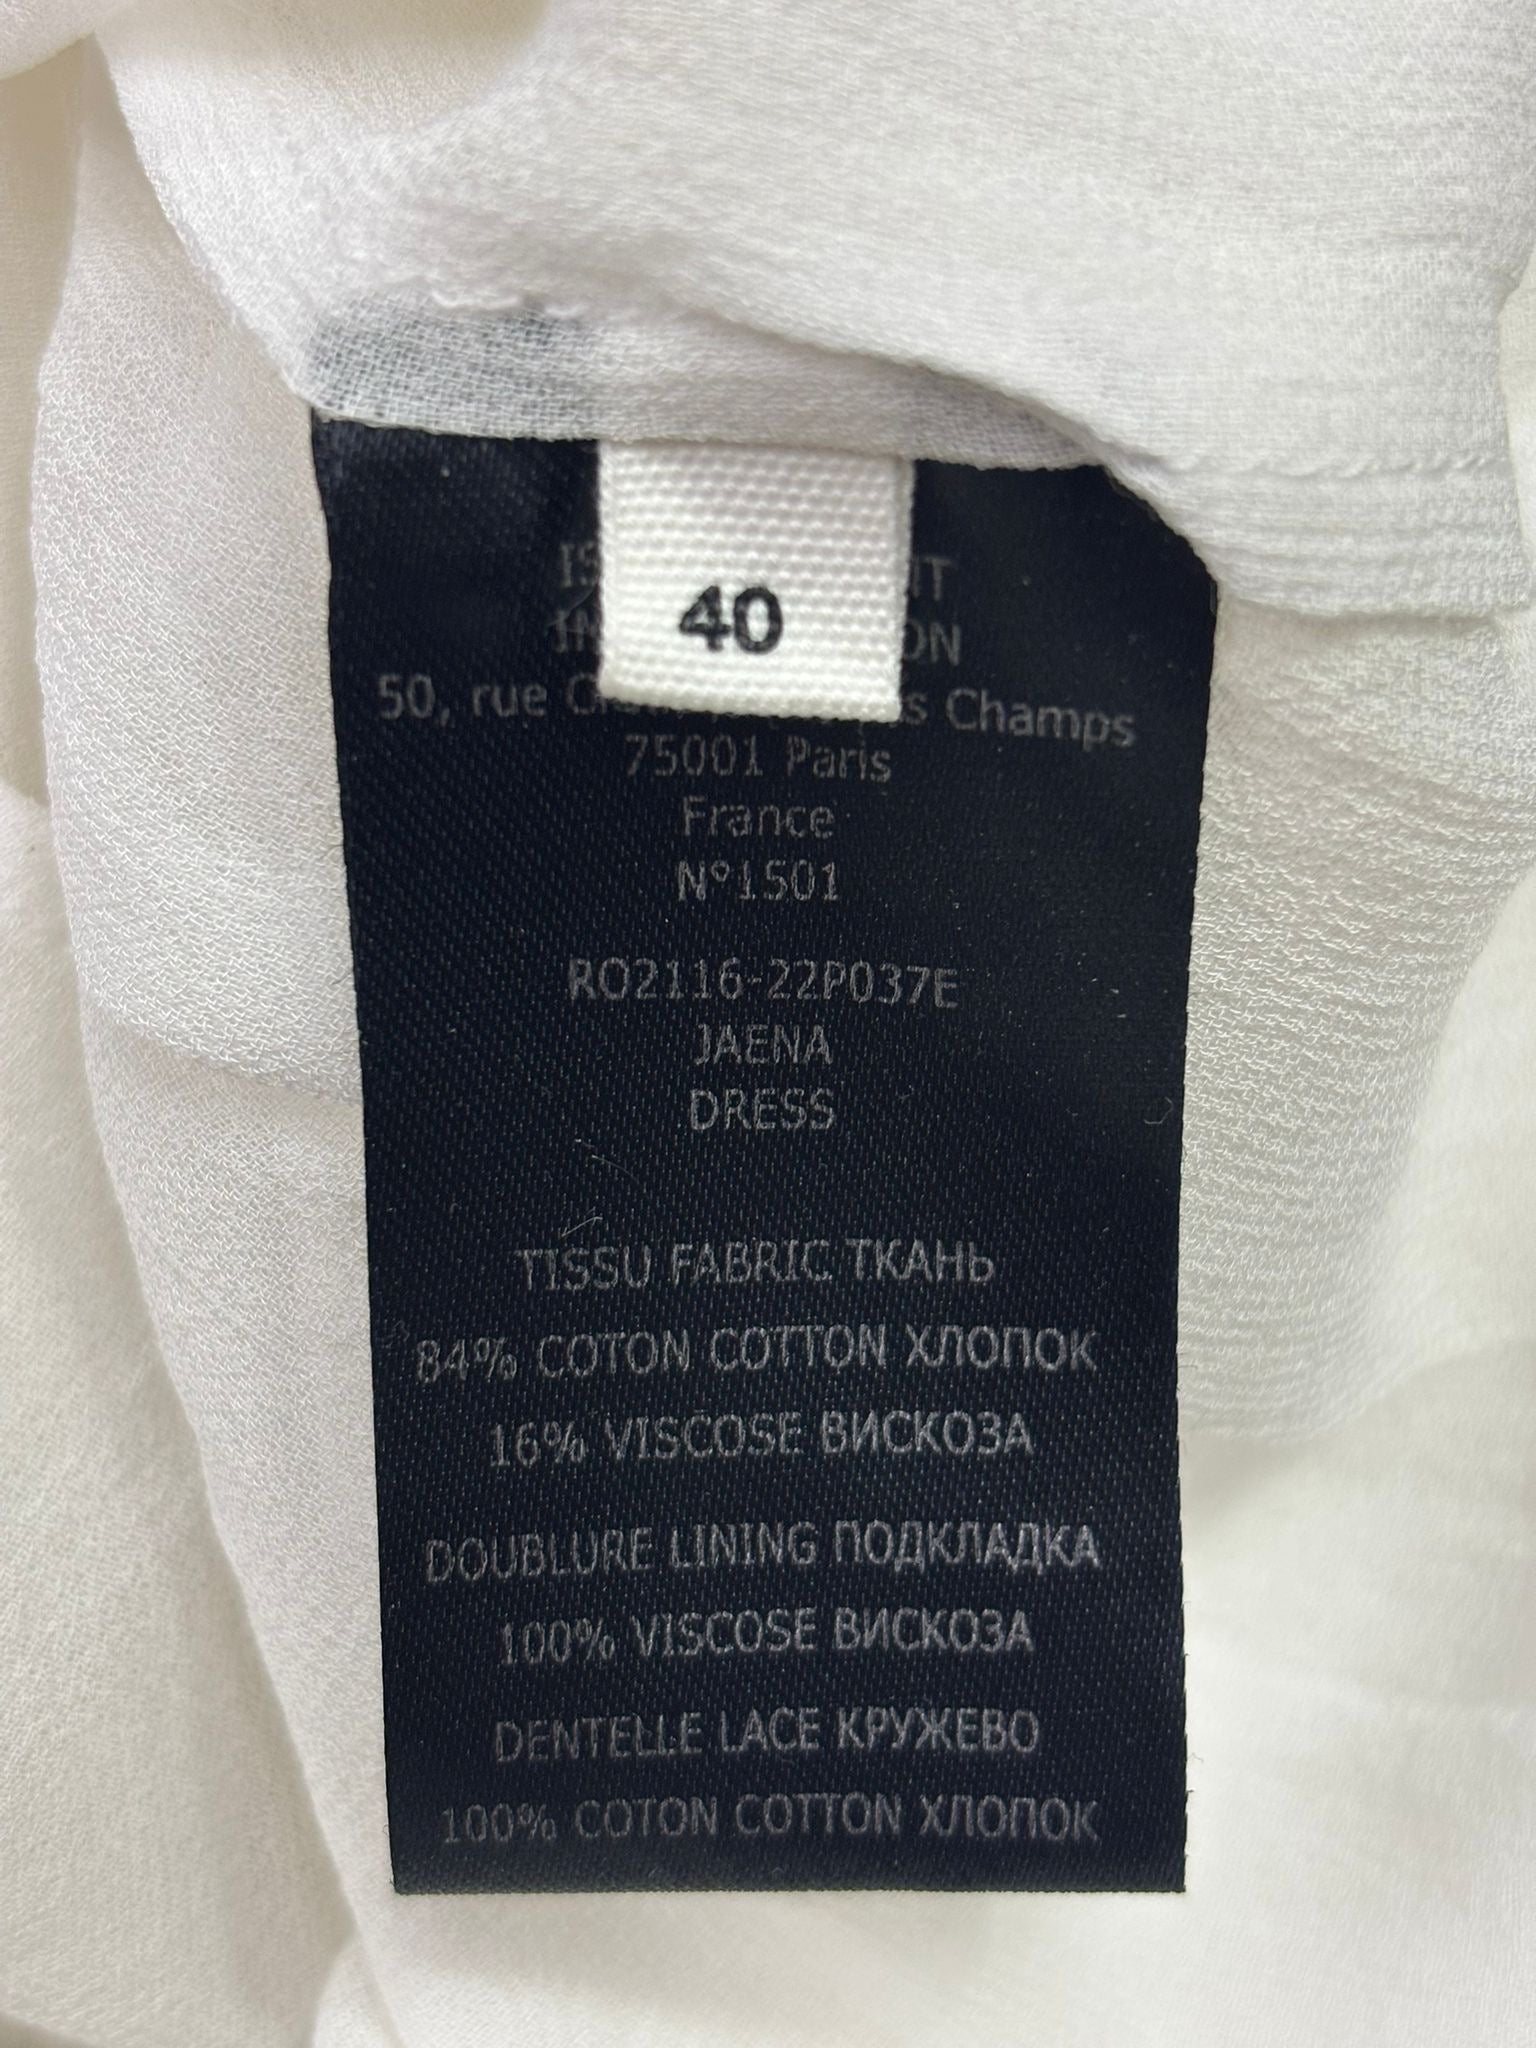 40
50, rue Champs
75001 Paris
France
N°1501
RO2116-22P037E
JAENA
DRESS
TISSU FABRIC ТКАНЬ
84% COTON COTTON ХЛОПОК
16% VISCOSE ВИСКОЗА
DOUBLURE LINING ПОДКЛАДКА
100% VISCOSE ВИСКОЗА
DENTELLE LACE КРУЖЕВО
100% COTON COTTON ХЛОПОК